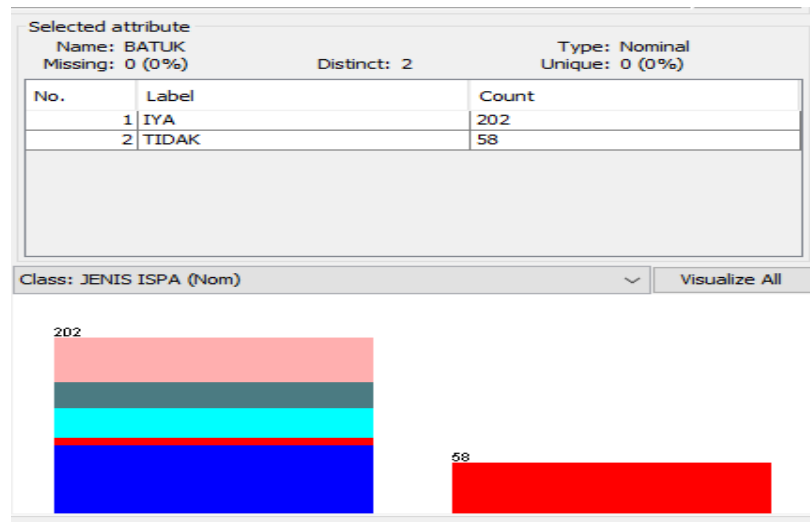 Selected attribute
Name: BATUK Type: Nominal
Missing: 0 (0%) Distinct: 2 Unique: 0 (0%)
No. Label Count
1 IYA 202
2 TIDAK 58
Class: JENIS ISPA (Nom) Visualize All
202
58